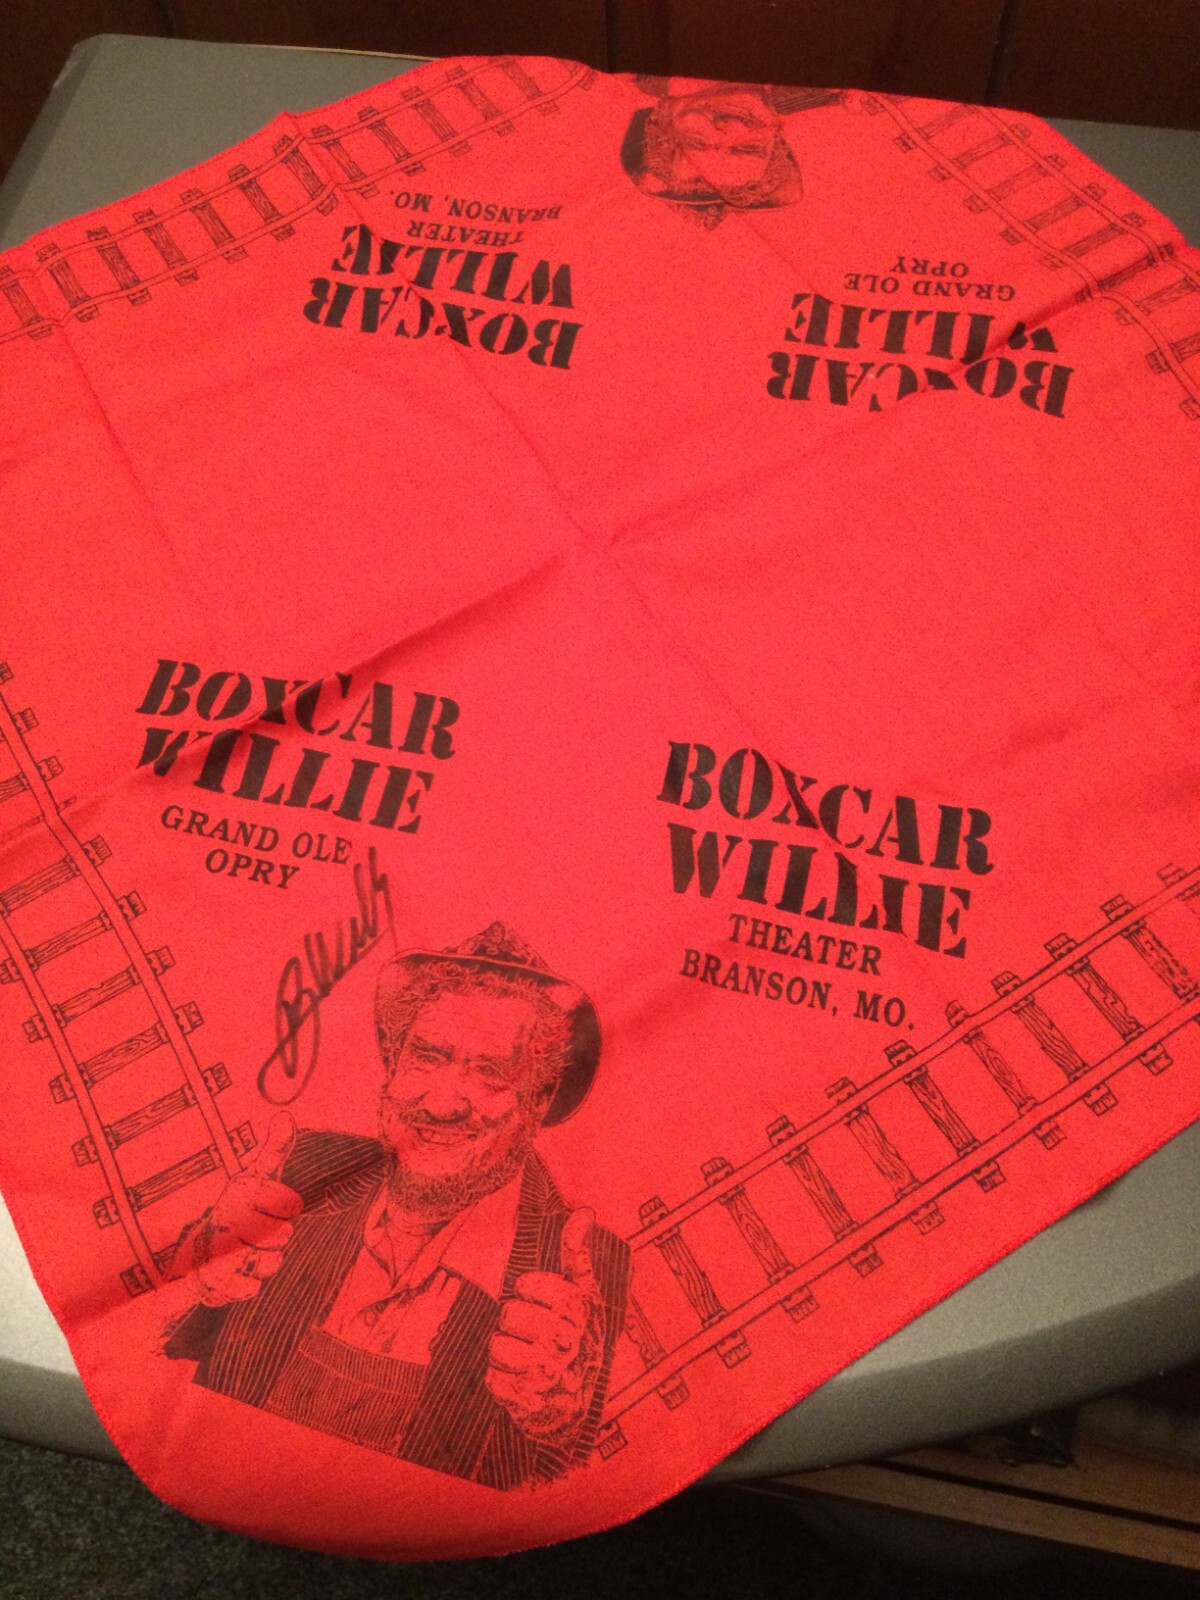 BOXCAR
WILLIE
THEATER
BRANSON, MO.
BOXCAR
WILLIE
GRAND OLE
OPRY
BOXCAR
WILLIE
GRAND OLE
OPRY
BOXCAR
WILLIE
THEATER
BRANSON, MO.